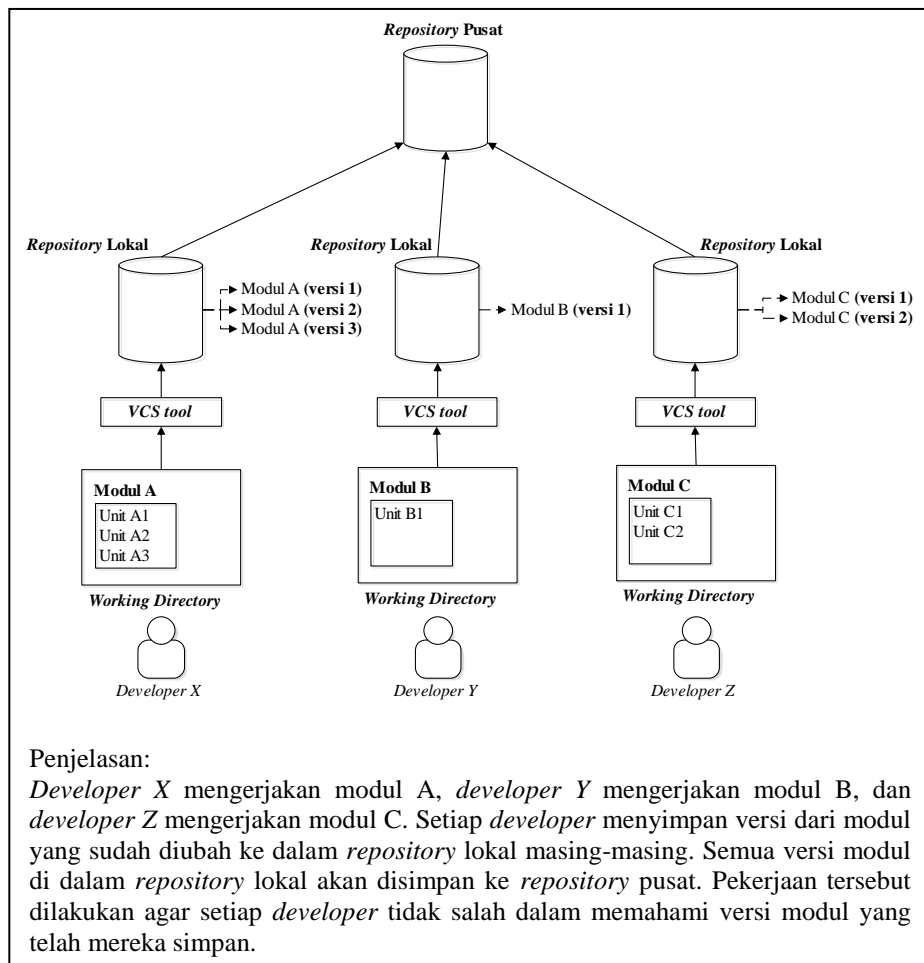 Repository Pusat
Repository Lokal
Repository Lokal
Repository Lokal
Modul A (versi 1)
Modul A (versi 2)
Modul A (versi 3)
Modul B (versi 1)
Modul C (versi 1)
Modul C (versi 2)
VCS tool
VCS tool
VCS tool
Modul A
Unit A1
Unit A2
Unit A3
Modul B
Unit B1
Modul C
Unit C1
Unit C2
Working Directory
Working Directory
Working Directory
Developer X
Developer Y
Developer Z
Penjelasan:
Developer X mengerjakan modul A, developer Y mengerjakan modul B, dan
developer Z mengerjakan modul C. Setiap developer menyimpan versi dari modul
yang sudah diubah ke dalam repository lokal masing-masing. Semua versi modul
di dalam repository lokal akan disimpan ke repository pusat. Pekerjaan tersebut
dilakukan agar setiap developer tidak salah dalam memahami versi modul yang
telah mereka simpan.